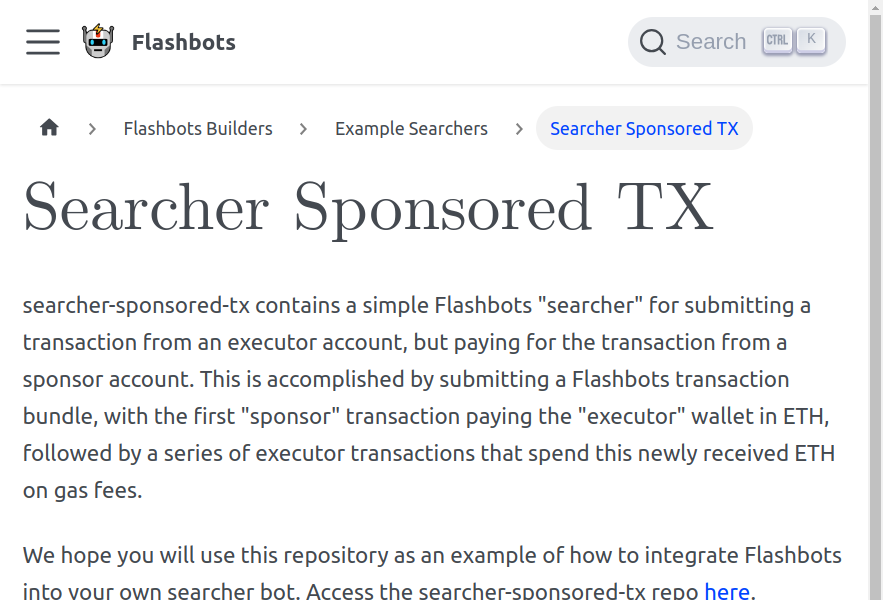 Flashbots
Search CTRL K
Flashbots Builders
Example Searchers
Searcher Sponsored TX
Searcher Sponsored TX
searcher-sponsored-tx contains a simple Flashbots "searcher" for submitting a
transaction from an executor account, but paying for the transaction from a
sponsor account. This is accomplished by submitting a Flashbots transaction
bundle, with the first "sponsor" transaction paying the "executor" wallet in ETH,
followed by a series of executor transactions that spend this newly received ETH
on gas fees.
We hope you will use this repository as an example of how to integrate Flashbots
into your own searcher bot. Access the searcher-sponsored-tx repo here.